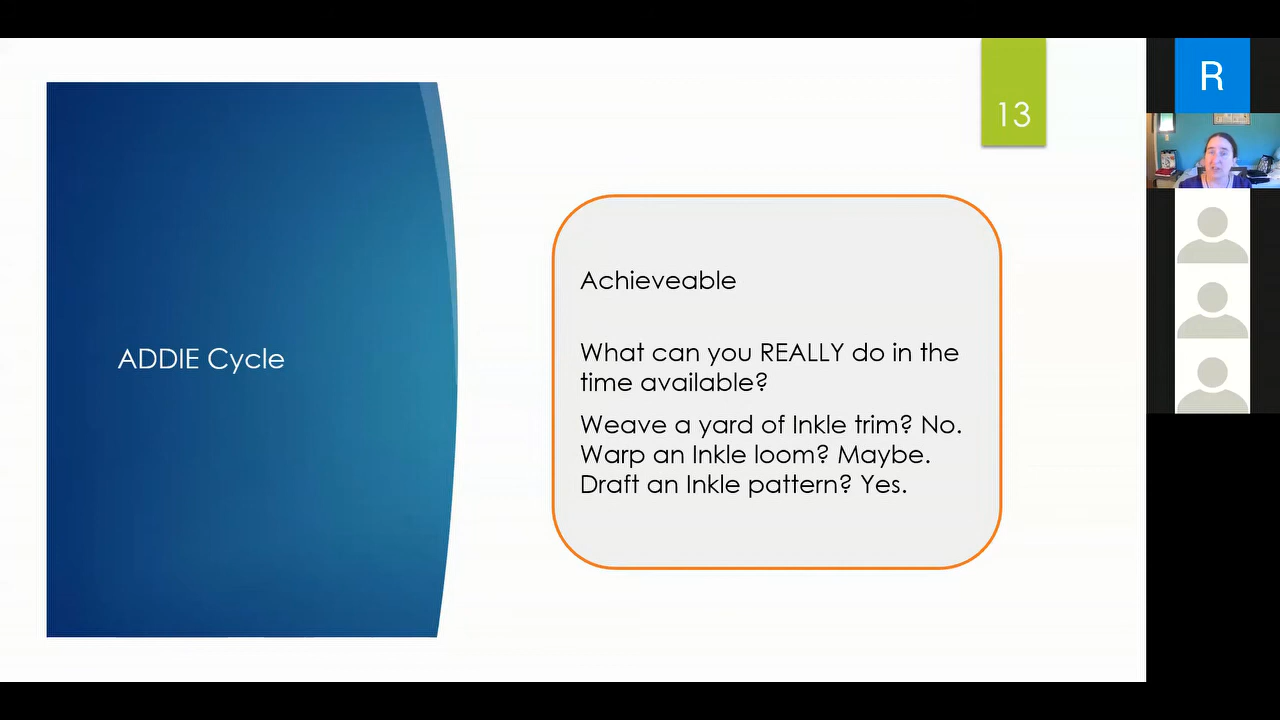 13
R
ADDIE Cycle
Achieveable
What can you REALLY do in the
time available?
Weave a yard of Inkle trim? No.
Warp an Inkle loom? Maybe.
Draft an Inkle pattern? Yes.